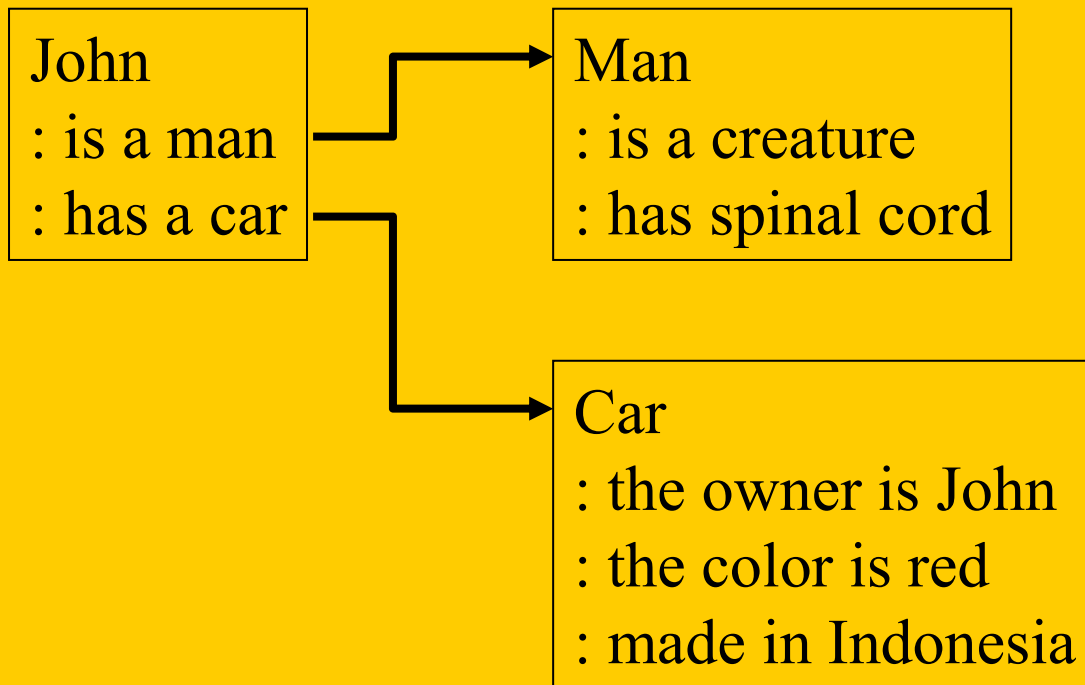 John
: is a man
: has a car
Man
: is a creature
: has spinal cord
Car
: the owner is John
: the color is red
: made in Indonesia